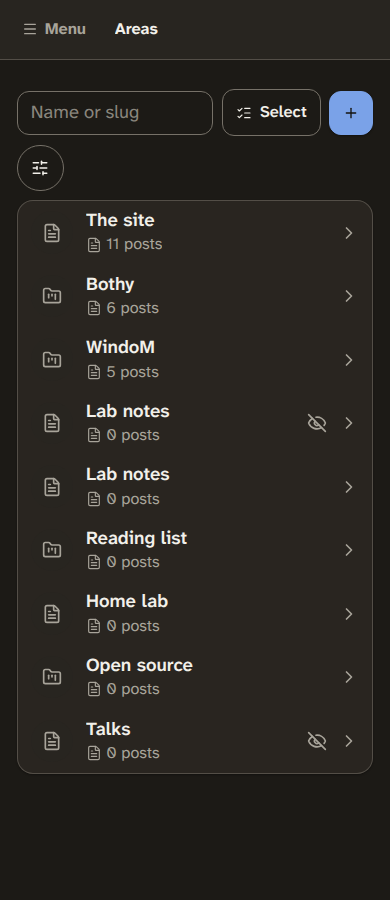 Menu Areas
Name or slug
Select
The site
11 posts
Bothy
6 posts
WindoM
5 posts
Lab notes
0 posts
Lab notes
0 posts
Reading list
0 posts
Home lab
0 posts
Open source
0 posts
Talks
0 posts